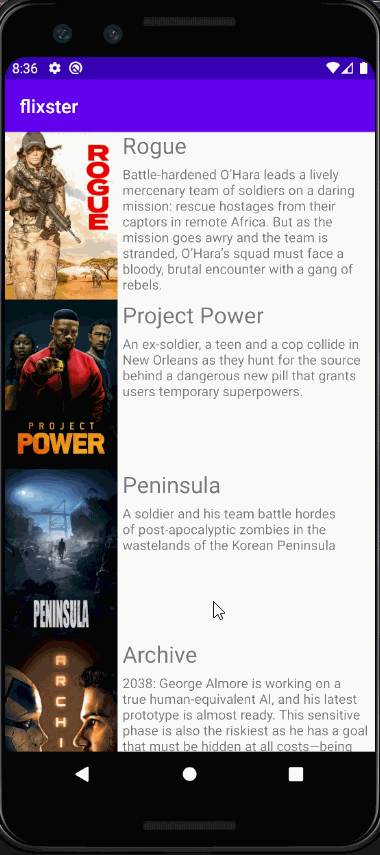 8:36
flixster
ROGUE
Rogue
Battle-hardened O'Hara leads a lively
mercenary team of soldiers on a daring
mission: rescue hostages from their
captors in remote Africa. But as the
mission goes awry and the team is
stranded, O'Hara's squad must face a
bloody, brutal encounter with a gang of
rebels.
PROJECT
POWER
Project Power
An ex-soldier, a teen and a cop collide in
New Orleans as they hunt for the source
behind a dangerous new pill that grants
users temporary superpowers.
PENINSULA
Peninsula
A soldier and his team battle hordes
of post-apocalyptic zombies in the
wastelands of the Korean Peninsula
ARCHI
Archive
2038: George Almore is working on a
true human-equivalent AI, and his latest
prototype is almost ready. This sensitive
phase is also the riskiest as he has a goal
that must be hidden at all costs—being